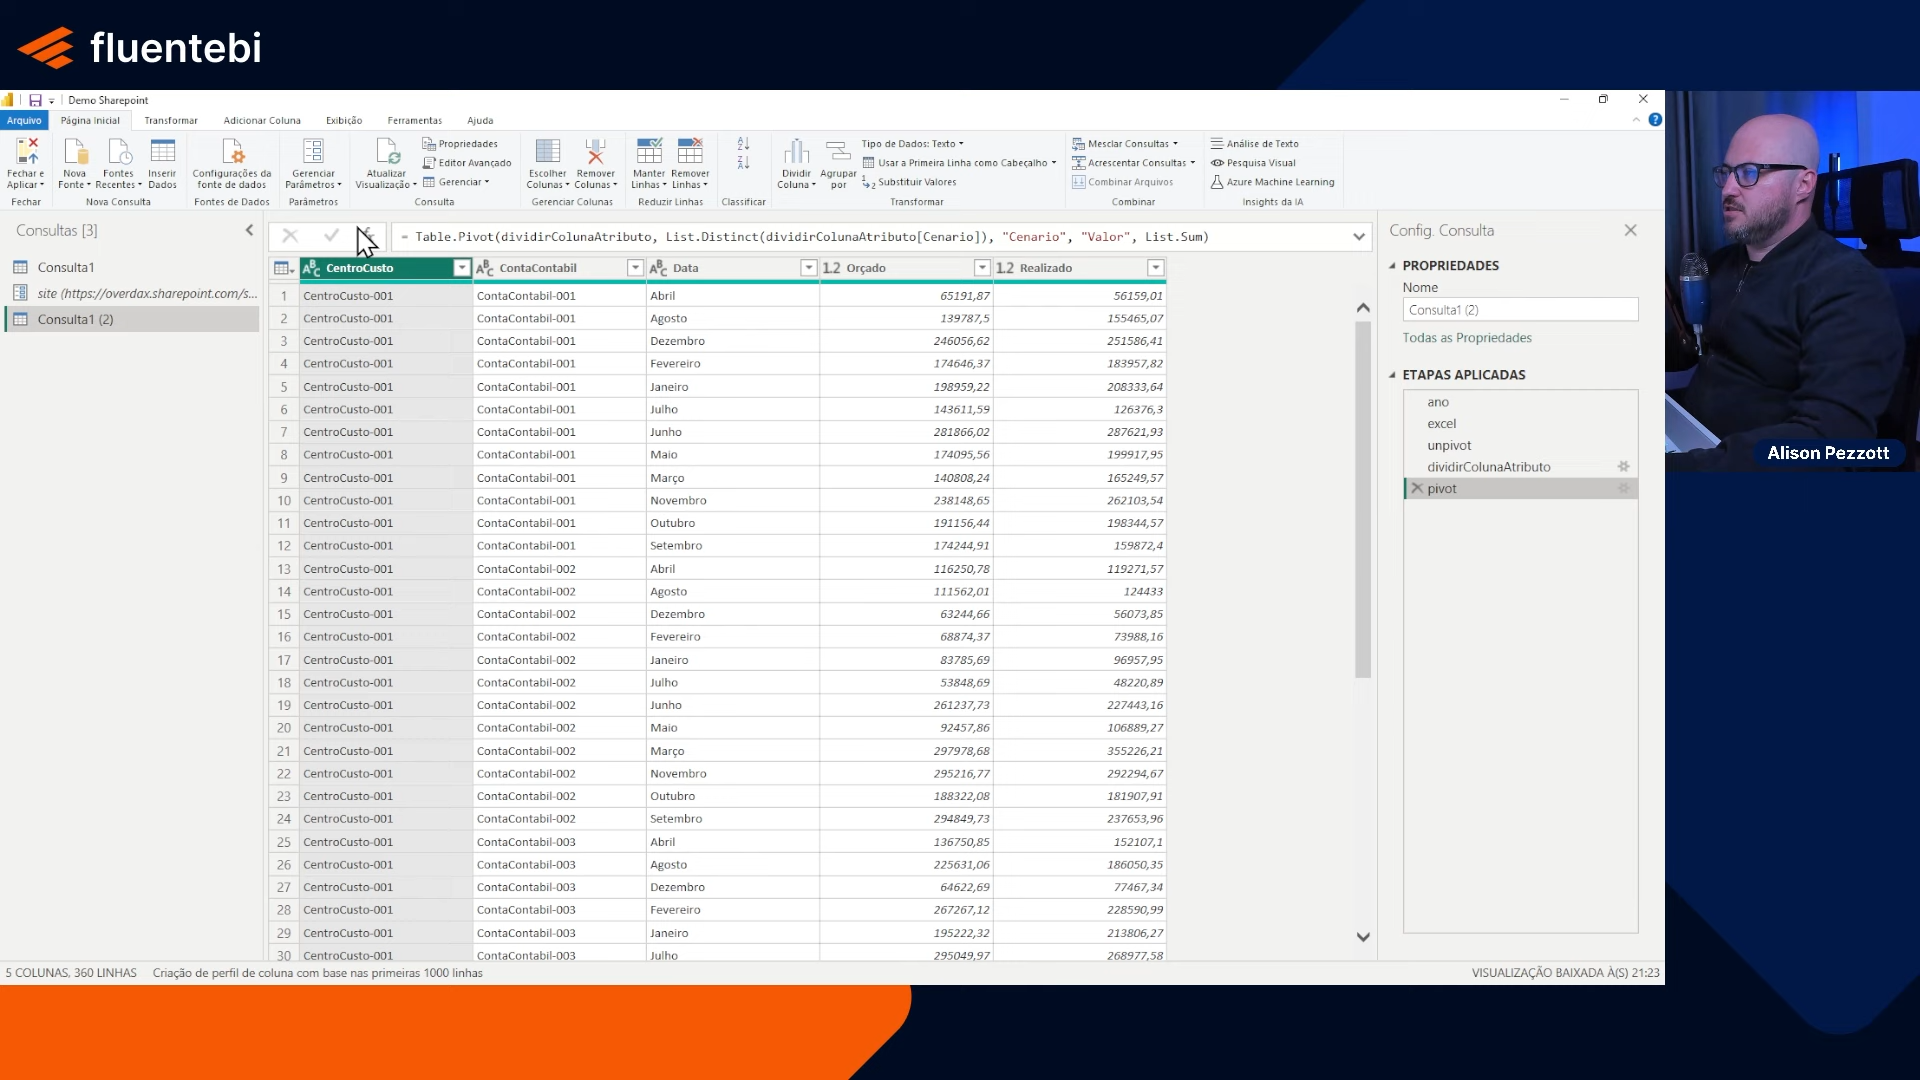 fluentebi
Demo Sharepoint
Arquivo
Página Inicial
Transformar
Adicionar Coluna
Exibição
Ferramentas
Ajuda
Fechar e Aplicar
Nova Fonte
Fontes Recentes
Inserir Dados
Configurações da fonte de dados
Gerenciar Parâmetros
Atualizar Visualização
Propriedades
Editor Avançado
Gerenciar
Escolher Colunas
Remover Colunas
Manter Linhas
Remover Linhas
Dividir Coluna
Agrupar por
Tipo de Dados: Texto
Usar a Primeira Linha como Cabeçalho
Substituir Valores
Mesclar Consultas
Acrescentar Consultas
Combinar Arquivos
Análise de Texto
Pesquisa Visual
Azure Machine Learning
Fechar
Nova Consulta
Fontes de Dados
Parâmetros
Consulta
Gerenciar Colunas
Reduzir Linhas
Classificar
Transformar
Combinar
Insights da IA
Consultas [3]
Consulta1
site (https://overdax.sharepoint.com/s...
Consulta1 (2)
= Table.Pivot(dividirColunaAtributo, List.Distinct(dividirColunaAtributo[Cenario]), "Cenario", "Valor", List.Sum)
CentroCusto ContaContabil Data 1.2 Orçado 1.2 Realizado
1 CentroCusto-001 ContaContabil-001 Abril 65191,87 56159,01
2 CentroCusto-001 ContaContabil-001 Agosto 139787,5 155465,07
3 CentroCusto-001 ContaContabil-001 Dezembro 246056,62 251586,41
4 CentroCusto-001 ContaContabil-001 Fevereiro 174646,37 183957,82
5 CentroCusto-001 ContaContabil-001 Janeiro 198959,22 208333,64
6 CentroCusto-001 ContaContabil-001 Julho 143611,59 126376,3
7 CentroCusto-001 ContaContabil-001 Junho 281866,02 287621,93
8 CentroCusto-001 ContaContabil-001 Maio 174095,56 199917,95
9 CentroCusto-001 ContaContabil-001 Março 140808,24 165249,57
10 CentroCusto-001 ContaContabil-001 Novembro 238148,65 262103,54
11 CentroCusto-001 ContaContabil-001 Outubro 191156,44 198344,57
12 CentroCusto-001 ContaContabil-001 Setembro 174244,91 159872,4
13 CentroCusto-001 ContaContabil-002 Abril 116250,78 119271,57
14 CentroCusto-001 ContaContabil-002 Agosto 111562,01 124433
15 CentroCusto-001 ContaContabil-002 Dezembro 63244,66 56073,85
16 CentroCusto-001 ContaContabil-002 Fevereiro 68874,37 73988,16
17 CentroCusto-001 ContaContabil-002 Janeiro 83785,69 96957,95
18 CentroCusto-001 ContaContabil-002 Julho 53848,69 48220,89
19 CentroCusto-001 ContaContabil-002 Junho 261237,73 227443,16
20 CentroCusto-001 ContaContabil-002 Maio 92457,86 106889,27
21 CentroCusto-001 ContaContabil-002 Março 297978,68 355226,21
22 CentroCusto-001 ContaContabil-002 Novembro 295216,77 292294,67
23 CentroCusto-001 ContaContabil-002 Outubro 188322,08 181907,91
24 CentroCusto-001 ContaContabil-002 Setembro 294849,73 237653,96
25 CentroCusto-001 ContaContabil-003 Abril 136750,85 152107,1
26 CentroCusto-001 ContaContabil-003 Agosto 225631,06 186050,35
27 CentroCusto-001 ContaContabil-003 Dezembro 64622,69 77467,34
28 CentroCusto-001 ContaContabil-003 Fevereiro 267267,12 228590,99
29 CentroCusto-001 ContaContabil-003 Janeiro 195222,32 213806,27
30 CentroCusto-001 ContaContabil-003 Julho 295049,97 268977,58
Config. Consulta
PROPRIEDADES
Nome
Consulta1 (2)
Todas as Propriedades
ETAPAS APLICADAS
ano
excel
unpivot
dividirColunaAtributo
pivot
Alison Pezzott
5 COLUNAS, 360 LINHAS
Criação de perfil de coluna com base nas primeiras 1000 linhas
VISUALIZAÇÃO BAIXADA À(S) 21:23